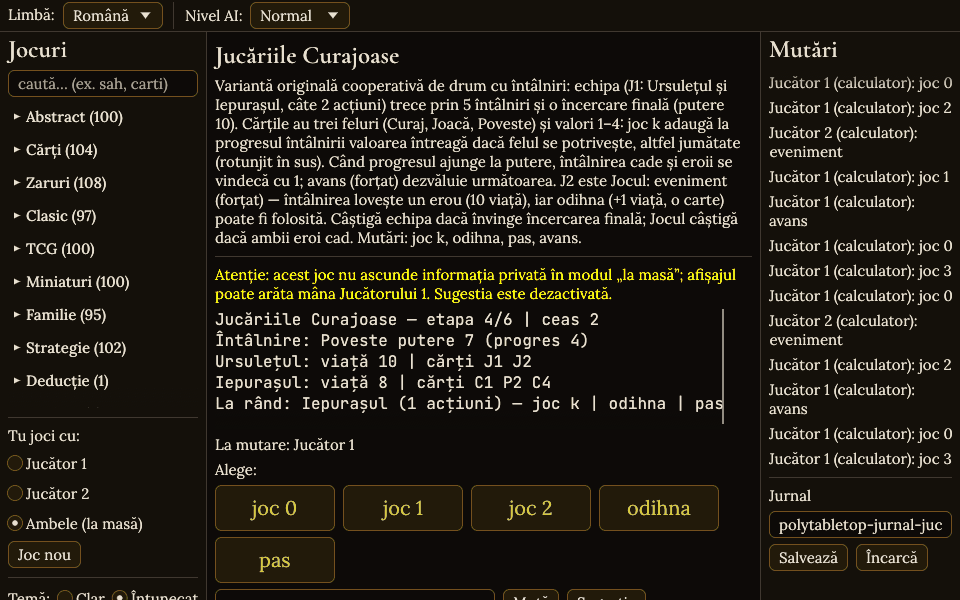 Limbă: Română ▼ Nivel AI: Normal ▼
Jocuri
caută... (ex. sah, carti)
▸ Abstract (100)
▸ Cărți (104)
▸ Zaruri (108)
▸ Clasic (97)
▸ TCG (100)
▸ Miniaturi (100)
▸ Familie (95)
▸ Strategie (102)
▸ Deducție (1)
Tu joci cu:
Jucător 1
Jucător 2
Ambele (la masă)
Joc nou
Temă: Clar Întunecat
Jucăriile Curajoase
Variantă originală cooperativă de drum cu întâlniri: echipa (J1: Ursulețul și
Iepurașul, câte 2 acțiuni) trece prin 5 întâlniri și o încercare finală (putere
10). Cărțile au trei feluri (Curaj, Joacă, Poveste) și valori 1–4: joc k adaugă la
progresul întâlnirii valoarea întreagă dacă felul se potrivește, altfel jumătate
(rotunjit în sus). Când progresul ajunge la putere, întâlnirea cade și eroii se
vindecă cu 1; avans (forțat) dezvăluie următoarea. J2 este Jocul: eveniment
(forțat) — întâlnirea lovește un erou (10 viață), iar odihna (+1 viață, o carte)
poate fi folosită. Câștigă echipa dacă învinge încercarea finală; Jocul câștigă
dacă ambii eroi cad. Mutări: joc k, odihna, pas, avans.
Atenție: acest joc nu ascunde informația privată în modul „la masă”; afișajul
poate arăta mâna Jucătorului 1. Sugestia este dezactivată.
Jucăriile Curajoase — etapa 4/6 | ceas 2
Întâlnire: Poveste putere 7 (progres 4)
Ursulețul: viață 10 | cărți J1 J2
Iepurașul: viață 8 | cărți C1 P2 C4
La rând: Iepurașul (1 acțiuni) — joc k | odihna | pas
La mutare: Jucător 1
Alege:
joc 0 joc 1 joc 2 odihna
pas
Mutări
Jucător 1 (calculator): joc 0
Jucător 1 (calculator): joc 2
Jucător 2 (calculator):
eveniment
Jucător 1 (calculator): joc 1
Jucător 1 (calculator):
avans
Jucător 1 (calculator): joc 0
Jucător 1 (calculator): joc 3
Jucător 1 (calculator): joc 0
Jucător 2 (calculator):
eveniment
Jucător 1 (calculator): joc 2
Jucător 1 (calculator):
avans
Jucător 1 (calculator): joc 0
Jucător 1 (calculator): joc 3
Jurnal
polytabletop-jurnal-juc
Salvează Încarcă